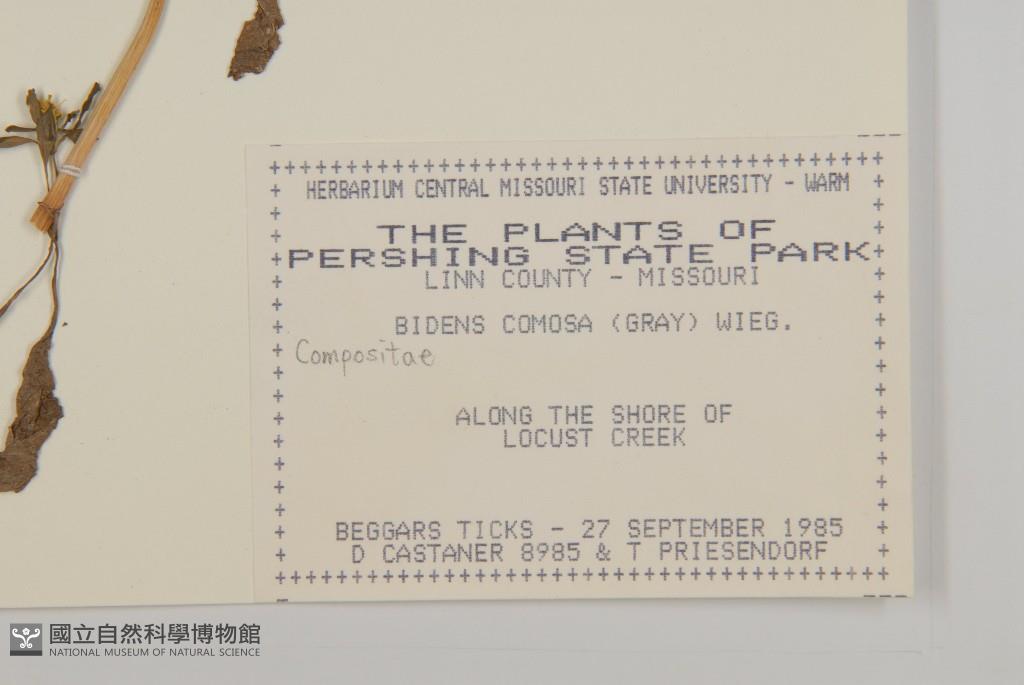 HERBARIUM CENTRAL MISSOURI STATE UNIVERSITY - WARM
THE PLANTS OF
PERSHING STATE PARK
LINN COUNTY - MISSOURI
BIDENS COMOSA (GRAY) WIEG.
Compositae
ALONG THE SHORE OF
LOCUST CREEK
BEGGARS TICKS - 27 SEPTEMBER 1985
D CASTANER 8985 & T PRIESENDORF
國立自然科學博物館
NATIONAL MUSEUM OF NATURAL SCIENCE